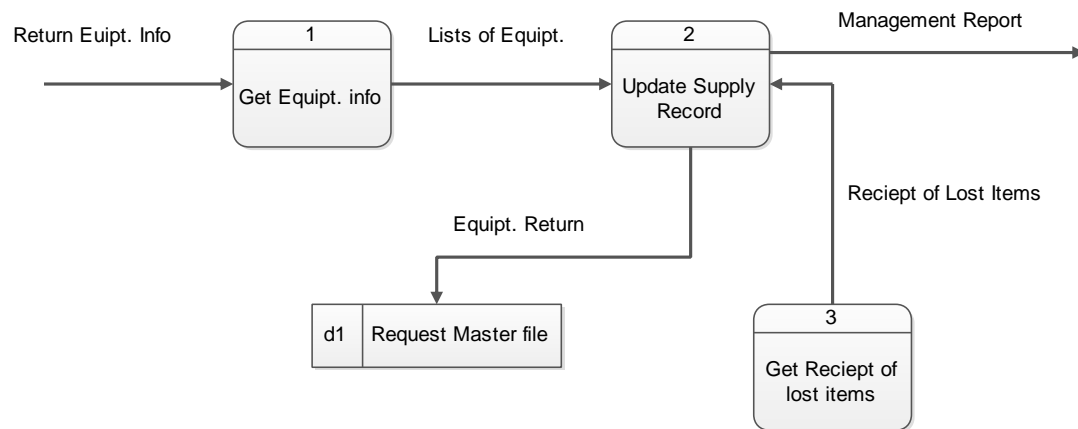 Management Report
Return Euipt. Info
1
Lists of Equipt.
2
Get Equipt. info
Update Supply
Record
Reciept of Lost Items
Equipt. Return
d1
Request Master file
3
Get Reciept of
lost items